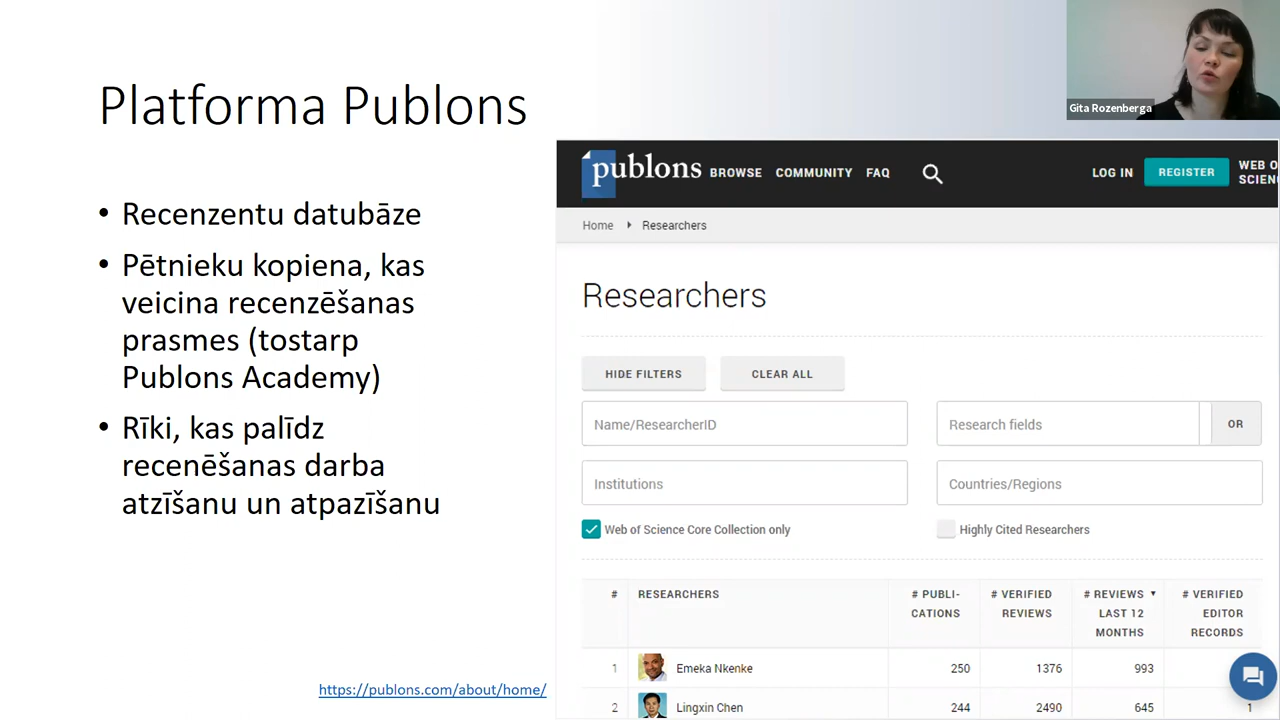 Platforma Publons
• Recenzentu datubāze
• Pētnieku kopiena, kas
veicina recenzēšanas
prasmes (tostarp
Publons Academy)
• Rīki, kas palīdz
recenēšanas darba
atzīšanu un atpazīšanu
https://publons.com/about/home/
Gita Rozenberga
publons BROWSE COMMUNITY FAQ LOG IN REGISTER WEB O
SCIEN
Home Researchers
Researchers
HIDE FILTERS CLEAR ALL
Name/ResearcherID Research fields OR
Institutions Countries/Regions
Web of Science Core Collection only Highly Cited Researchers
# RESEARCHERS # PUBLI- # VERIFIED # REVIEWS # VERIFIED
CATIONS REVIEWS LAST 12 EDITOR
MONTHS RECORDS
1 Emeka Nkenke 250 1376 993
2 Lingxin Chen 244 2490 645 1